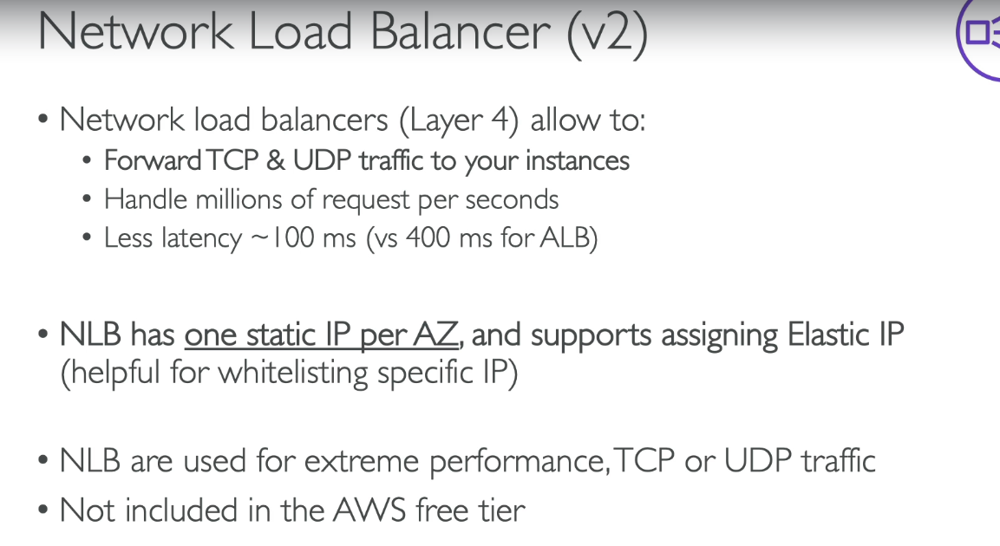 Network Load Balancer (v2)
• Network load balancers (Layer 4) allow to:
• Forward TCP & UDP traffic to your instances
• Handle millions of request per seconds
• Less latency ~100 ms (vs 400 ms for ALB)
• NLB has one static IP per AZ, and supports assigning Elastic IP
(helpful for whitelisting specific IP)
• NLB are used for extreme performance, TCP or UDP traffic
• Not included in the AWS free tier